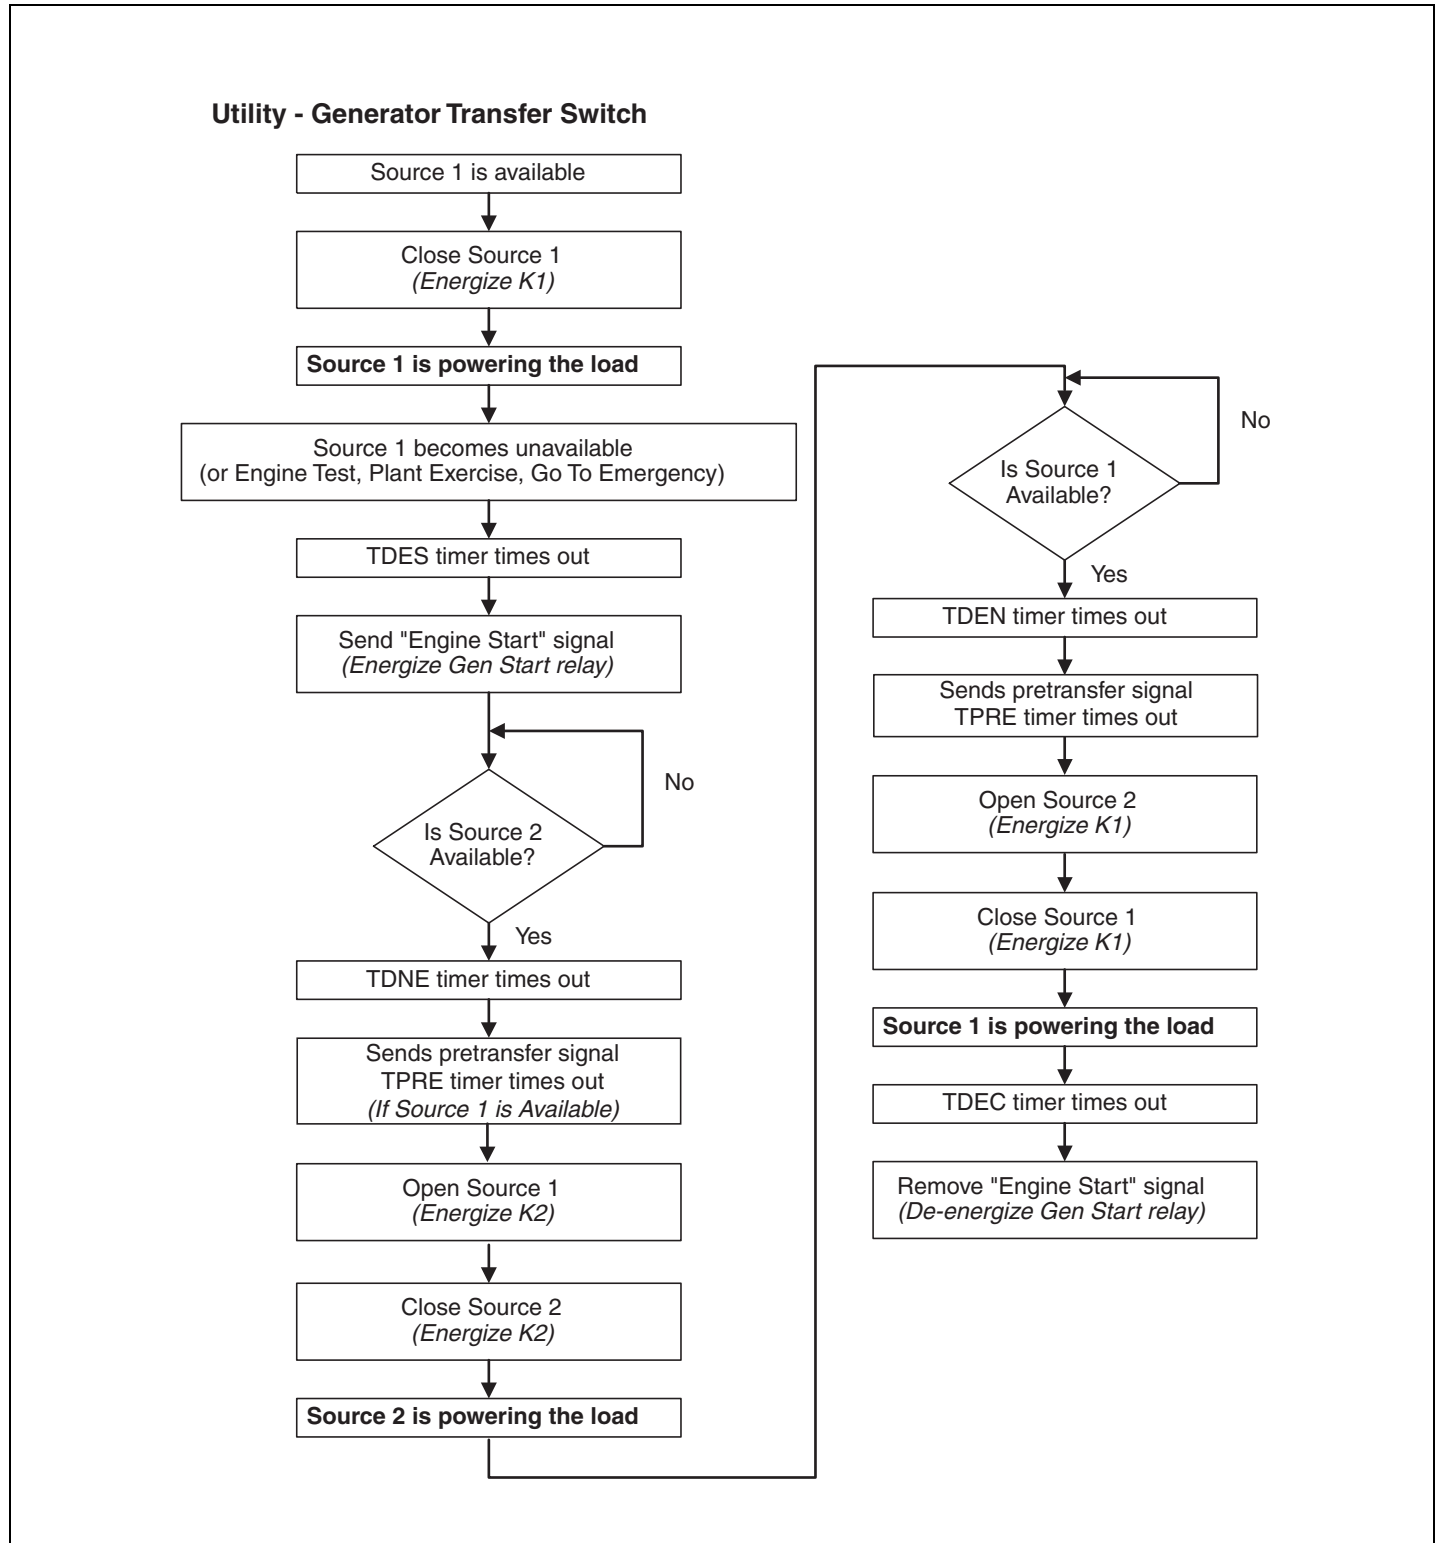 Utility - Generator Transfer Switch
Source 1 is available
Close Source 1
(Energize K1)
Source 1 is powering the load
Source 1 becomes unavailable
(or Engine Test, Plant Exercise, Go To Emergency)
TDES timer times out
Send "Engine Start" signal
(Energize Gen Start relay)
No
Is Source 2
Available?
Yes
TDNE timer times out
Sends pretransfer signal
TPRE timer times out
(If Source 1 is Available)
Open Source 1
(Energize K2)
Close Source 2
(Energize K2)
Source 2 is powering the load
No
Is Source 1
Available?
Yes
TDEN timer times out
Sends pretransfer signal
TPRE timer times out
Open Source 2
(Energize K1)
Close Source 1
(Energize K1)
Source 1 is powering the load
TDEC timer times out
Remove "Engine Start" signal
(De-energize Gen Start relay)